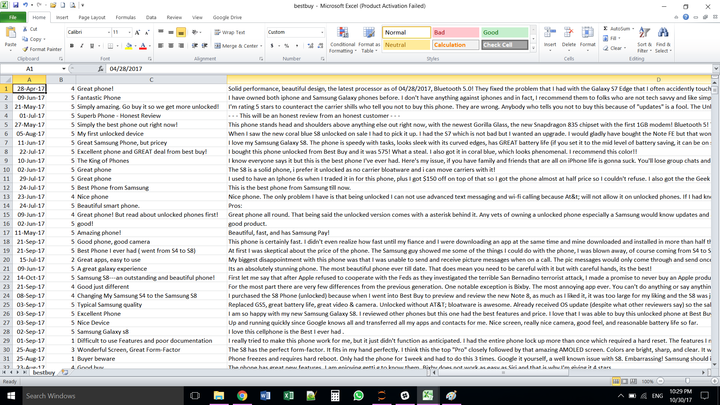 bestbuy - Microsoft Excel (Product Activation Failed)
File Home Insert Page Layout Formulas Data Review View Google Drive
Cut
Copy
Format Painter
Paste
Clipboard
Calibri 11
Font
Wrap Text
Merge & Center
Alignment
Custom
Number
Conditional Formatting
Format as Table
Normal Bad Good
Neutral Calculation Check Cell
Styles
Insert Delete Format
Cells
AutoSum
Fill
Clear
Sort & Filter
Find & Select
Editing
A1 fx 04/28/2017
A B C D
1 28-Apr-17 4 Great phone! Solid performance, beautiful design, the latest processor as of 04/28/2017, Bluetooth 5.0! They fixed the problem that I had with the Galaxy S7 Edge that I often accidently touch
2 09-Jun-17 5 Fantastic Phone I have owned both iphone and Samsung Galaxy phones before. I don't have anything against iphones and in fact, I recommend them to folks who are not tech savvy and like simp
3 21-May-17 5 Simply amazing. Go buy it so we get more unlocked! I'm rating 5 stars to counteract the carrier shills who tell you not to buy this phone. They are wrong. Anybody who tells you not to buy this because of "updates" is a fool. The Unl
4 01-Jul-17 5 Superb Phone - Honest Review - - - This will be an honest review from an honest customer - - -
5 27-May-17 5 Simply the best phone out right now! This phone stands head and shoulders above anything else out right now, with the newest Gorilla Glass, the new Snapdragon 835 chipset with the first 1GB modem! Bluetooth 5!
6 05-Aug-17 5 My first unlocked device When I saw the new coral blue S8 unlocked on sale I had to pick it up. I had the S7 which is not bad but I wanted an upgrade. I would gladly have bought the Note FE but that won
7 11-Jun-17 5 Great Samsung Phone, but pricey I love my Samsung Galaxy S8. The phone is speedy with tasks, looks sleek with its curved edges, has GREAT battery life (if you set it to the mid level of battery saving, it can be on
8 22-Jul-17 5 Excellent phone and GREAT deal from best buy! I bought this phone unlocked from Best Buy and it was 575! What a steal. I also got it in coral blue, which looks phenomenal. I recommend this color!!
9 10-Jun-17 5 The King of Phones I know everyone says it but this is the best phone I've ever had. Here's my issue, if you have family and friends that are all on iPhone life is gonna suck. You'll lose group chats and
10 02-Jun-17 5 Great phone The S8 is a solid phone, i prefer it unlocked as no carrier bloatware and i can move carriers with it!
11 29-Jul-17 5 Great phone I used to have an Iphone 6s when I traded it in for this phone, plus I got $150 off on top of that so I got the phone almost at half price so I couldn't refuse. I also got the the Geek
12 24-Jul-17 5 Best Phone from Samsung This is the best phone from Samsung till now.
13 23-Jun-17 4 Nice phone Nice phone. The only problem I have is that being unlocked I can not use advanced text messaging and wi-fi calling because AT&t; will not allow it on unlocked phones. If I had kno
14 24-Jul-17 5 Beautiful smart phone. Pros:
15 09-Jun-17 4 Great phone! But read about unlocked phones first! Great phone all round. That being said the unlocked version comes with a asterisk behind it. Any vets of owning a unlocked phone especially a Samsung would know updates and
16 02-Jun-17 5 good! good product.
17 11-May-17 5 Amazing phone! Beautiful, fast, and has Samsung Pay!
18 21-Sep-17 5 Good phone, good camera This phone is certainly fast. I didn't even realize how fast until my fiance and I were downloading an app at the same time and mine downloaded and installed in more than half th
19 21-Sep-17 5 Best Phone I ever had ( went from S4 to S8) At first I was skeptical about the price of the phone. The Samsung guy showed me some of the things I could do with the phone, I was blown away, of course coming from S4 to S
20 15-Jul-17 2 Great apps, easy to use My biggest disappointment with this phone was that I was unable to send and receive picture messages when on a call. The pic messages would only come through and send onc
21 09-Jun-17 5 A great galaxy experience Its an absolutely stunning phone. The most beautiful phone ever till date. That does mean you need to be careful with it but with careful hands, its the best!
22 14-Oct-17 5 Samsung S8---an outstanding and beautiful phone! First let me say that after Apple refused to cooperate with the Feds as they investigated the terrible San Bernadino terrorist attack, I made a promise to never buy an Apple produc
23 21-Sep-17 4 Good just different For the most part there are very few differences from the previous generation. One notable exception is Bixby. The most annoying app ever. You can't do anything or say anythin
24 08-Sep-17 4 Changing My Samsung S4 to the Samsung S8 I purchased the S8 Phone (unlocked) because when I went into Best Buy to preview and review the new Note 8, as much as I liked it, it was too large for my liking and the S8 was j
25 03-Sep-17 5 Typical Samsung quality Replaced GS5, great battery life, great video & camera. Unlocked without AT&T; bloatware is awesome. Already received OS update (despite what other reviewers say) so the sale
26 03-Sep-17 5 Excellent Phone I am so happy with my new Samsung Galaxy S8. I reviewed other phones but this one had the best features and price. I love that I was able to buy this unlocked phone at Best Bu
27 03-Sep-17 5 Nice Device Up and running quickly since Google knows all and transferred all my apps and contacts for me. Nice screen, really nice camera, good feel, and reasonable battery life so far.
28 02-Sep-17 5 Samsung Galaxy s8 I love this cellphone is the Best I ever had .
29 01-Sep-17 1 Difficult to use Features and poor documentation I really tried to make this phone work for me, but it just didn't function as anticipated. I had the entire phone lock up more than once which required a hard reset. The features i
30 25-Aug-17 3 Wonderful Screen, Great Form-Factor The S8 has the perfect form-factor. It fits in my hand perfectly. I think this the top "Pro" closely followed by that amazing AMOLED screen. Colors are bright, sharp, and clear. It w
31 25-Aug-17 1 Buyer beware Phone freezes and requires hard reboot. Only had the phone for 1week and had to do this 3 times. Google it yourself, a well known issue with S8. Embarrassing! Samsung should i
bestbuy
Ready 100%
Search Windows
ENG
10:29 PM
10/30/17